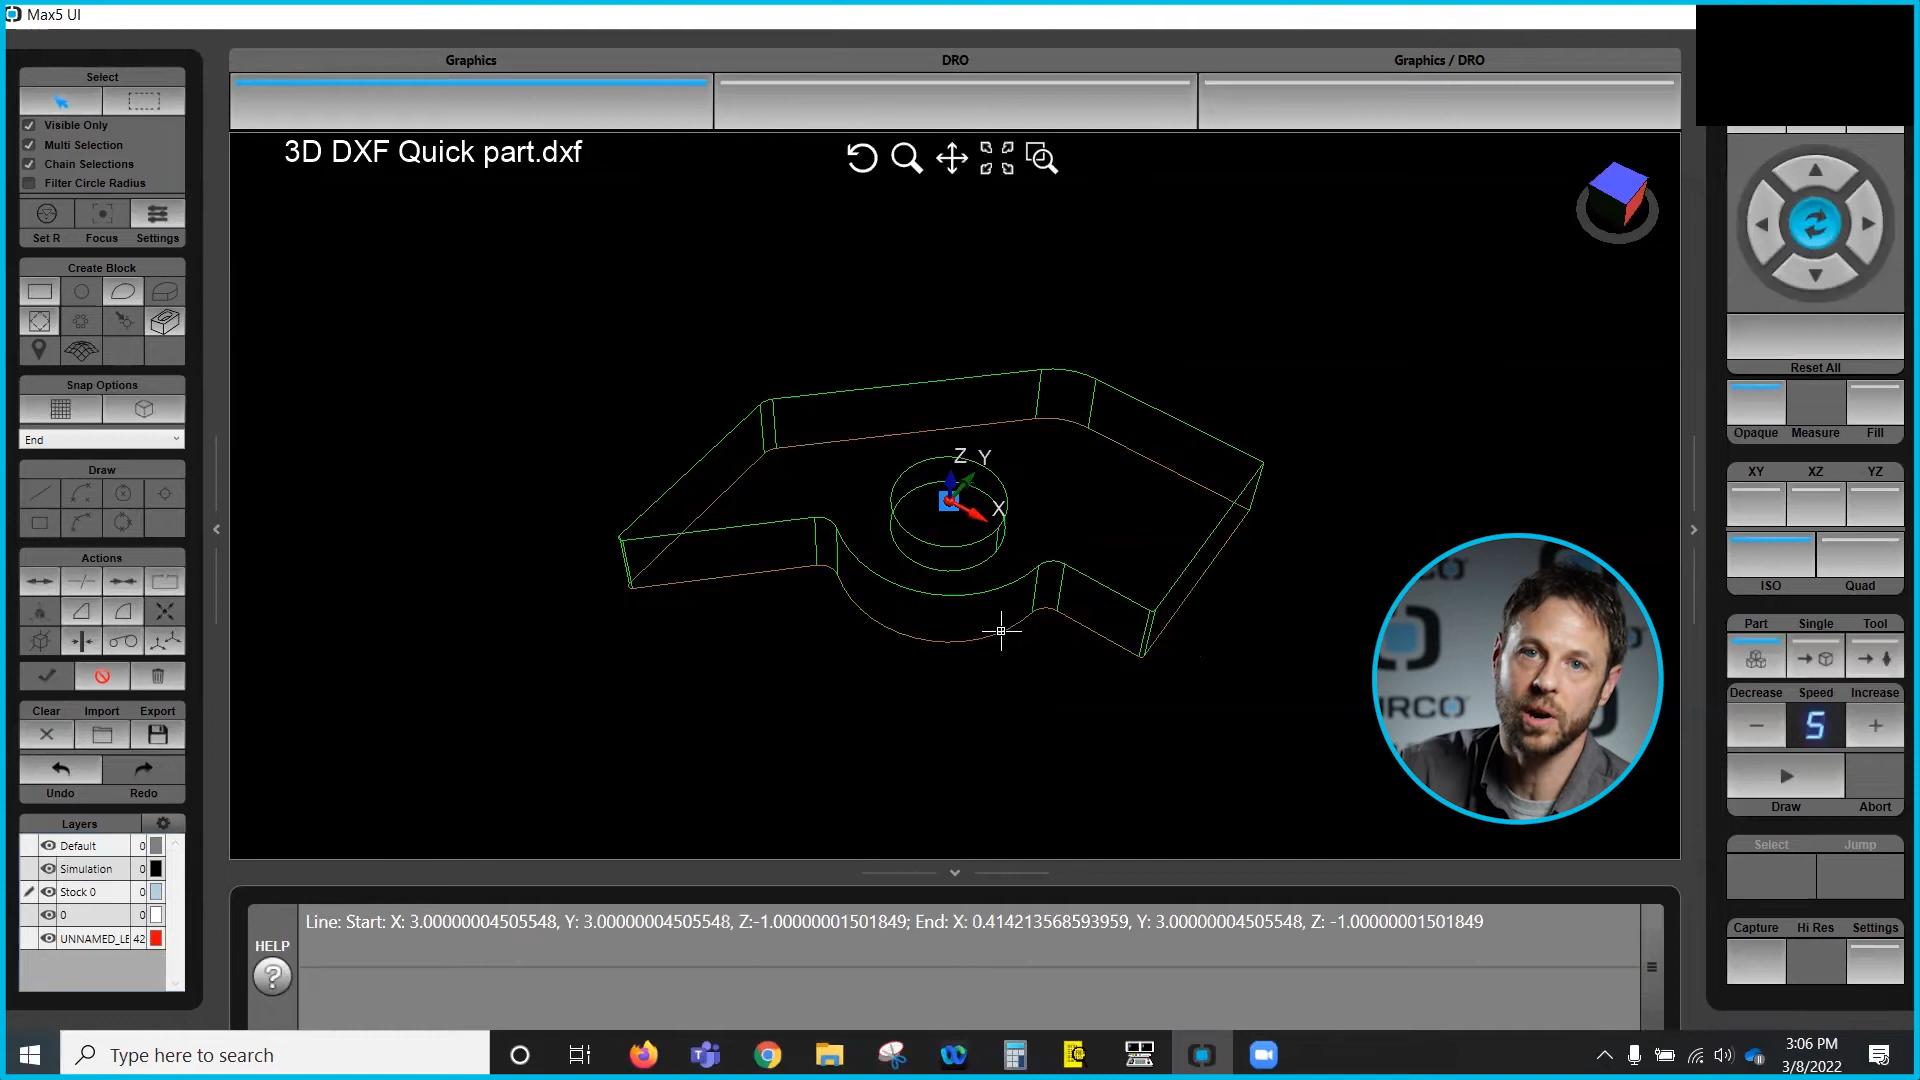 Max5 UI
Select
Visible Only
Multi Selection
Chain Selections
Filter Circle Radius
Set R Focus Settings
Create Block
Snap Options
End
Draw
Actions
Clear Import Export
Undo Redo
Layers
Default 0
Simulation 0
Stock 0 0
0 0
UNNAMED_LE 42
Graphics DRO Graphics / DRO
3D DXF Quick part.dxf
Z Y
X
URCO
HELP
?
Line: Start: X: 3.00000004505548, Y: 3.00000004505548, Z:-1.00000001501849; End: X: 0.414213568593959, Y: 3.00000004505548, Z: -1.00000001501849
Reset All
Opaque Measure Fill
XY XZ YZ
ISO Quad
Part Single Tool
Decrease Speed Increase
5
Draw Abort
Select Jump
Capture Hi Res Settings
Type here to search
3:06 PM
3/8/2022